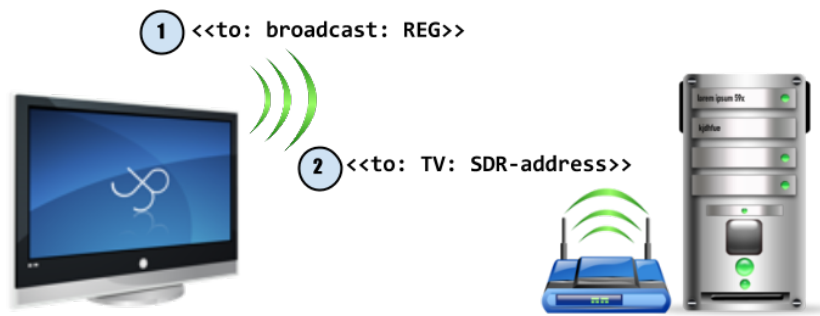 1 <<to: broadcast: REG>>
2 <<to: TV: SDR-address>>
lorem ipsum 59c
kjdhfue